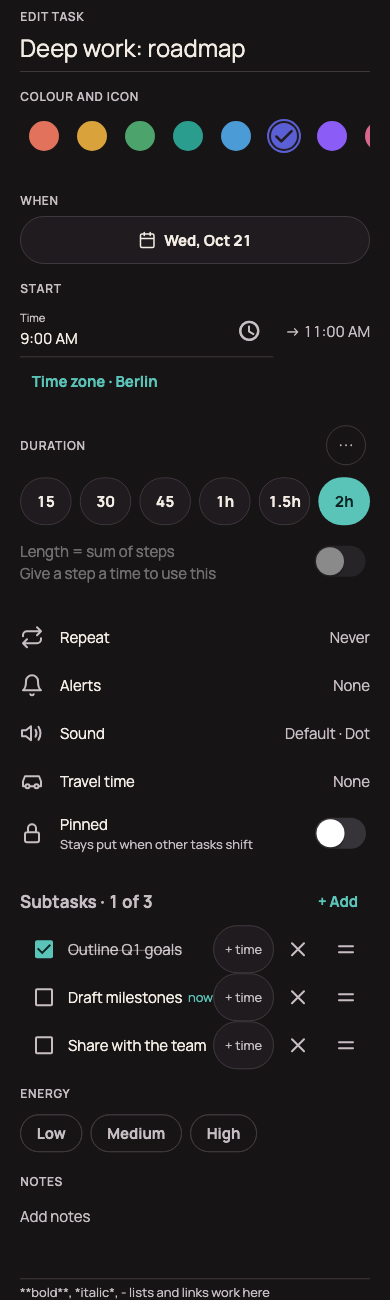 EDIT TASK
Deep work: roadmap
COLOUR AND ICON
WHEN
Wed, Oct 21
START
Time
9:00 AM
→ 11:00 AM
Time zone · Berlin
DURATION
···
15 30 45 1h 1.5h 2h
Length = sum of steps
Give a step a time to use this
Repeat Never
Alerts None
Sound Default · Dot
Travel time None
Pinned
Stays put when other tasks shift
Subtasks · 1 of 3 + Add
Outline Q1 goals + time
Draft milestones now + time
Share with the team + time
ENERGY
Low Medium High
NOTES
Add notes
**bold**, *italic*, - lists and links work here